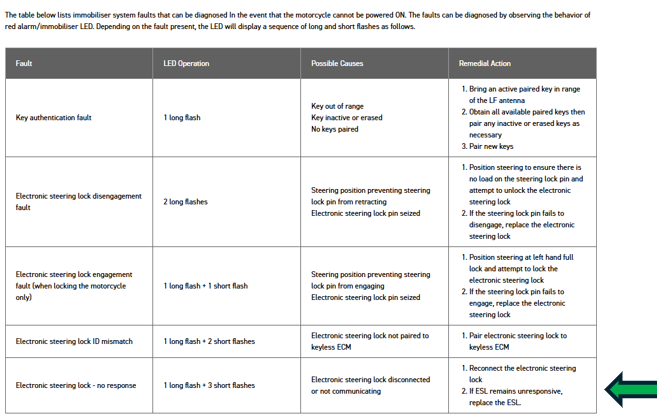 The table below lists immobiliser system faults that can be diagnosed In the event that the motorcycle cannot be powered ON. The faults can be diagnosed by observing the behavior of
red alarm/immobiliser LED. Depending on the fault present, the LED will display a sequence of long and short flashes as follows.
Fault
LED Operation
Possible Causes
Remedial Action
Key authentication fault
1 long flash
Key out of range
Key inactive or erased
No keys paired
1. Bring an active paired key in range
of the LF antenna
2. Obtain all available paired keys then
pair any inactive or erased keys as
necessary
3. Pair new keys
Electronic steering lock disengagement
fault
2 long flashes
Steering position preventing steering
lock pin from retracting
Electronic steering lock pin seized
1. Position steering to ensure there is
no load on the steering lock pin and
attempt to unlock the electronic
steering lock
2. If the steering lock pin fails to
disengage, replace the electronic
steering lock
Electronic steering lock engagement
fault (when locking the motorcycle
only)
1 long flash + 1 short flash
Steering position preventing steering
lock pin from engaging
Electronic steering lock pin seized
1. Position steering at left hand full
lock and attempt to lock the
electronic steering lock
2. If the steering lock pin fails to
engage, replace the electronic
steering lock
Electronic steering lock ID mismatch
1 long flash + 2 short flashes
Electronic steering lock not paired to
keyless ECM
1. Pair electronic steering lock to
keyless ECM
Electronic steering lock - no response
1 long flash + 3 short flashes
Electronic steering lock disconnected
or not communicating
1. Reconnect the electronic steering
lock
2. If ESL remains unresponsive,
replace the ESL.